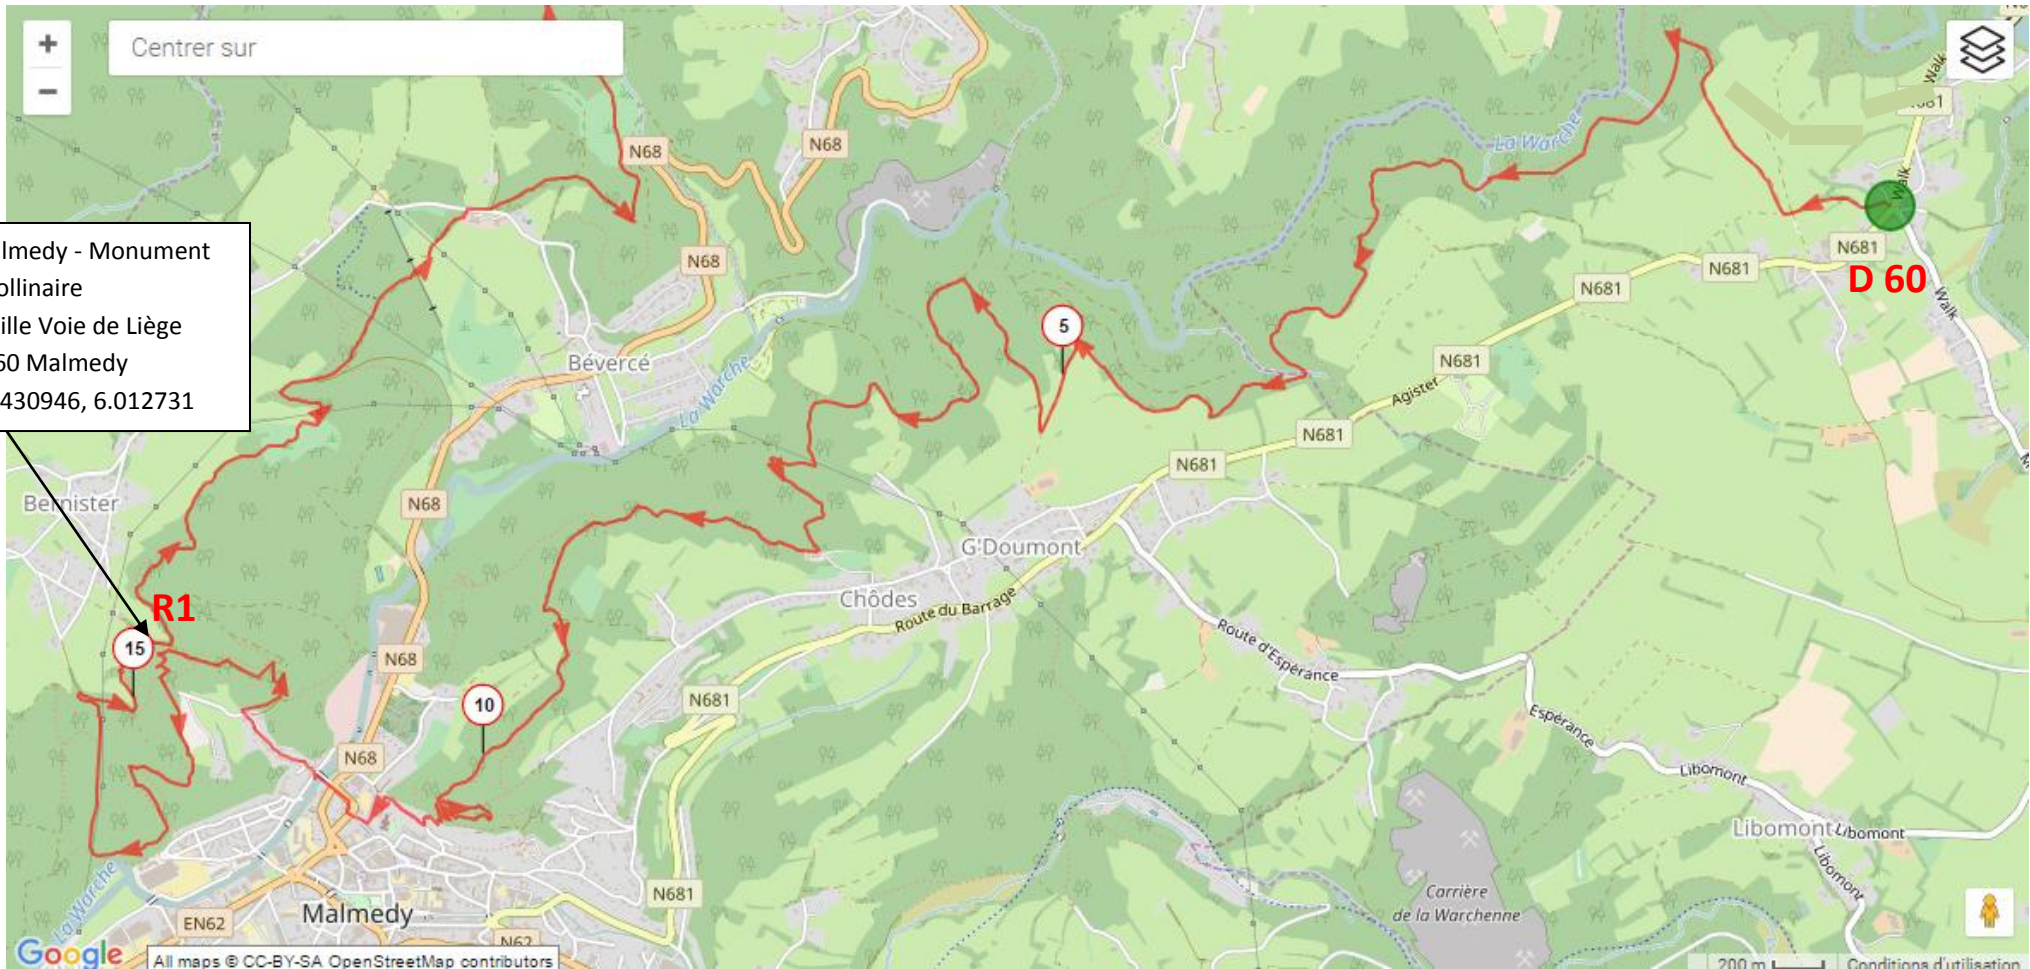 +
Centrer sur
−
N68
N68
La Warche
Walk
N681
Walk
N681
D 60
N681
N681
Walk
N68
lmedy - Monument
ollinaire
ille Voie de Liège
60 Malmedy
430946, 6.012731
5
Bévercé
La Warche
N681
Agister
N681
N681
N68
Bernister
G'Doumont
Chôdes
Route du Barrage
Route d'Espérance
R1
15
N68
10
N681
Espérance
N68
Libomont
Libomont
Libomont
Libomont
Carrière
de la Warchenne
La Warche
N681
Malmedy
EN62
N62
Google
All maps © CC-BY-SA OpenStreetMap contributors
200 m
Conditions d'utilisation